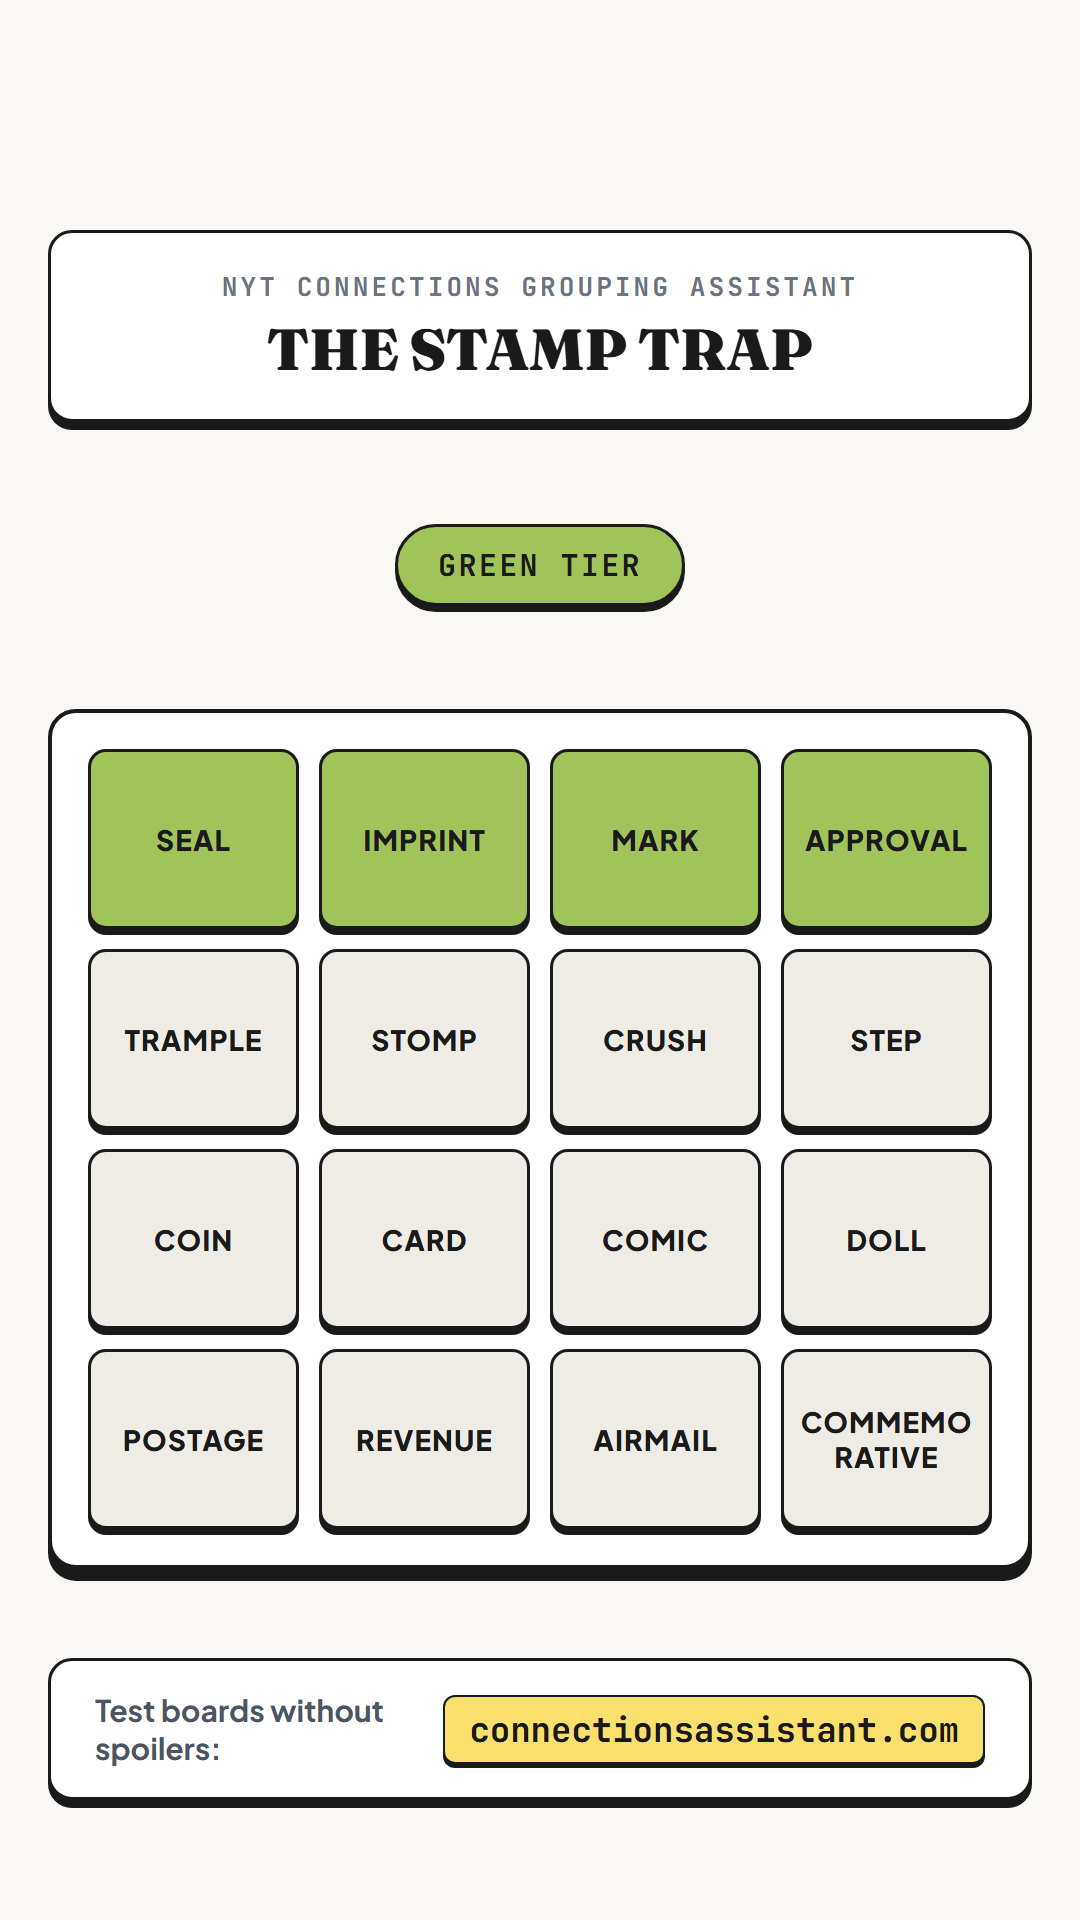 NYT CONNECTIONS GROUPING ASSISTANT
THE STAMP TRAP
GREEN TIER
SEAL IMPRINT MARK APPROVAL
TRAMPLE STOMP CRUSH STEP
COIN CARD COMIC DOLL
POSTAGE REVENUE AIRMAIL COMMEMO
RATIVE
Test boards without
spoilers:
connectionsassistant.com